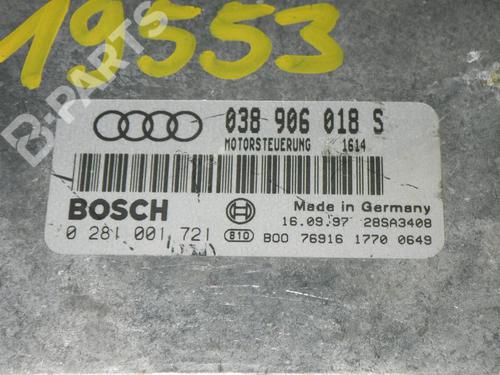 19553
B-PARTS
038 906 018 S
MOTORSTEUERUNG 1614
BOSCH
Made in Germany
16.09.97 28SA3408
0 281 001 721 810 B00 76916 1770 0649